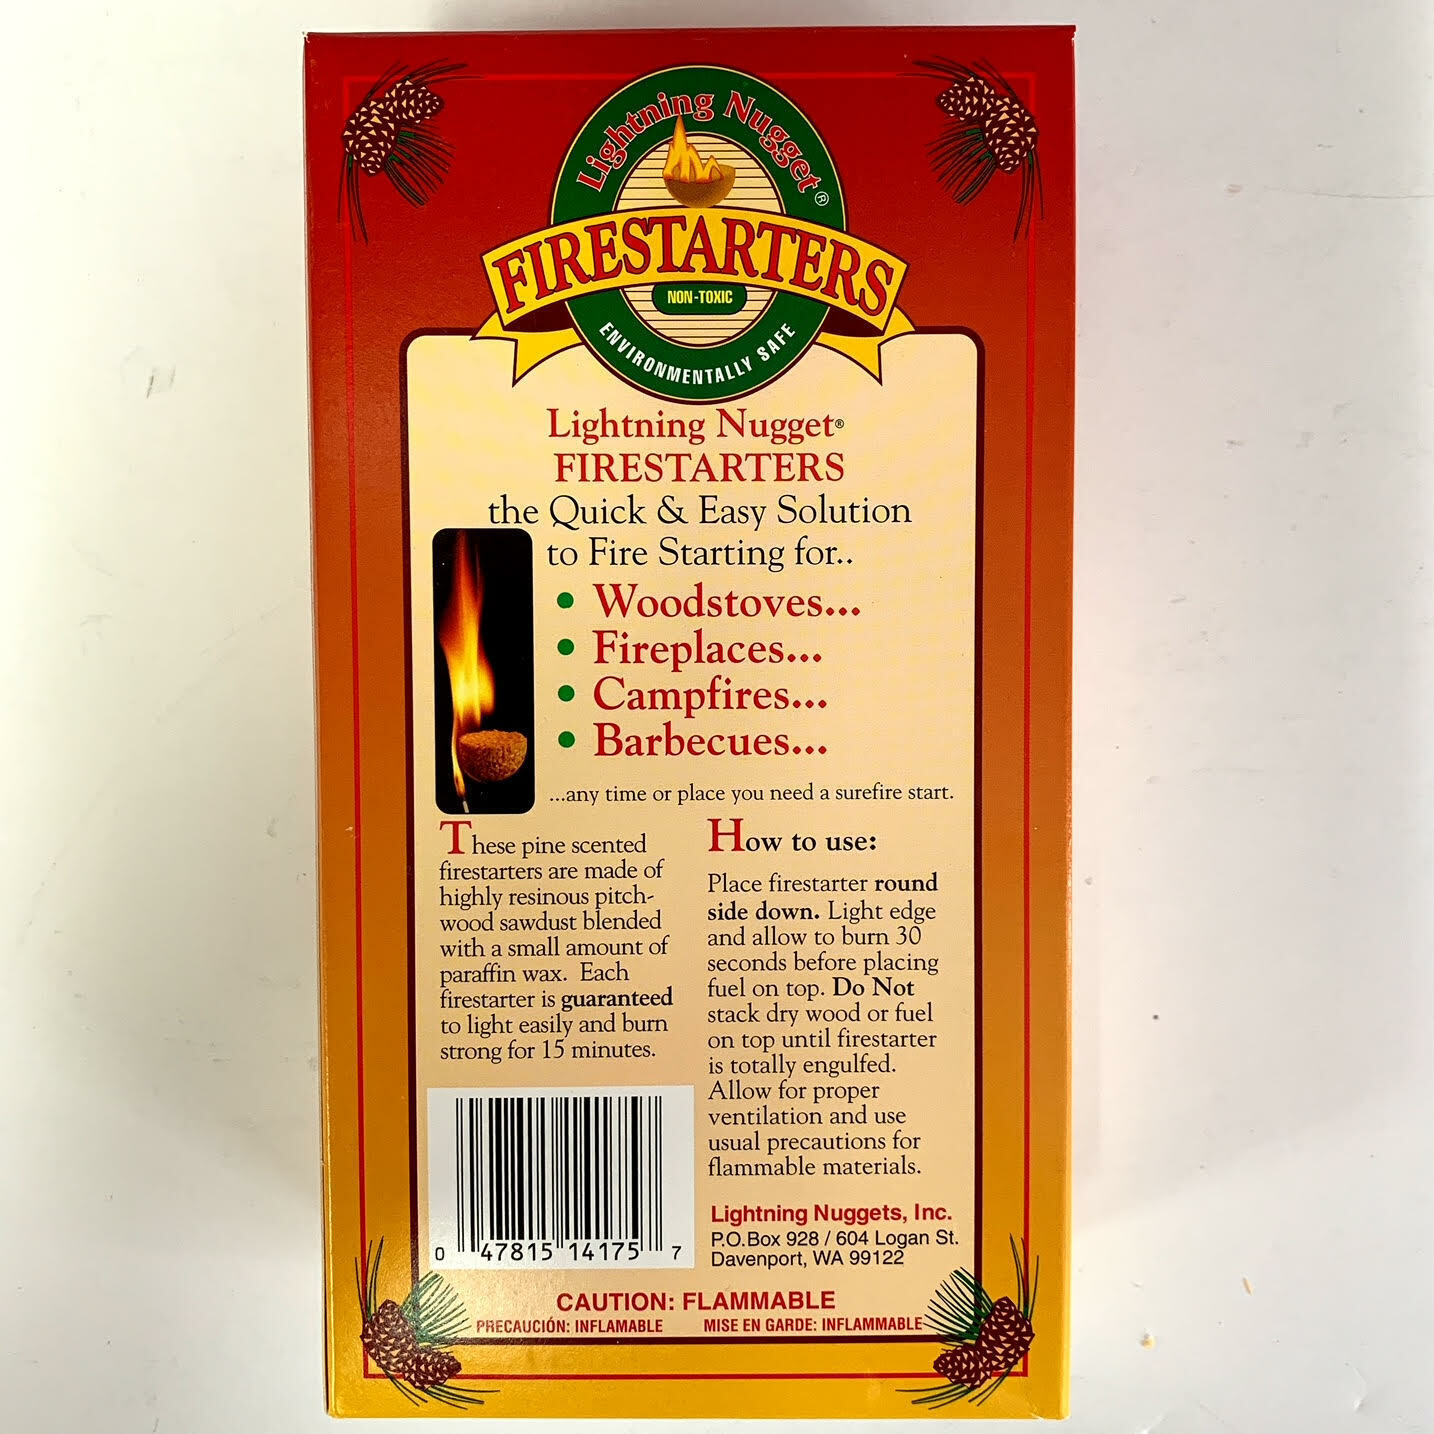 Lightning Nugget®
FIRESTARTERS
NON-TOXIC
ENVIRONMENTALLY SAFE
Lightning Nugget®
FIRESTARTERS
the Quick & Easy Solution
to Fire Starting for..
• Woodstoves...
• Fireplaces...
• Campfires...
• Barbecues...
...any time or place you need a surefire start.
These pine scented
firestarters are made of
highly resinous pitch-
wood sawdust blended
with a small amount of
paraffin wax. Each
firestarter is guaranteed
to light easily and burn
strong for 15 minutes.
How to use:
Place firestarter round
side down. Light edge
and allow to burn 30
seconds before placing
fuel on top. Do Not
stack dry wood or fuel
on top until firestarter
is totally engulfed.
Allow for proper
ventilation and use
usual precautions for
flammable materials.
0 47815 14175 7
Lightning Nuggets, Inc.
P.O.Box 928 / 604 Logan St.
Davenport, WA 99122
CAUTION: FLAMMABLE
PRECAUCIÓN: INFLAMABLE MISE EN GARDE: INFLAMMABLE